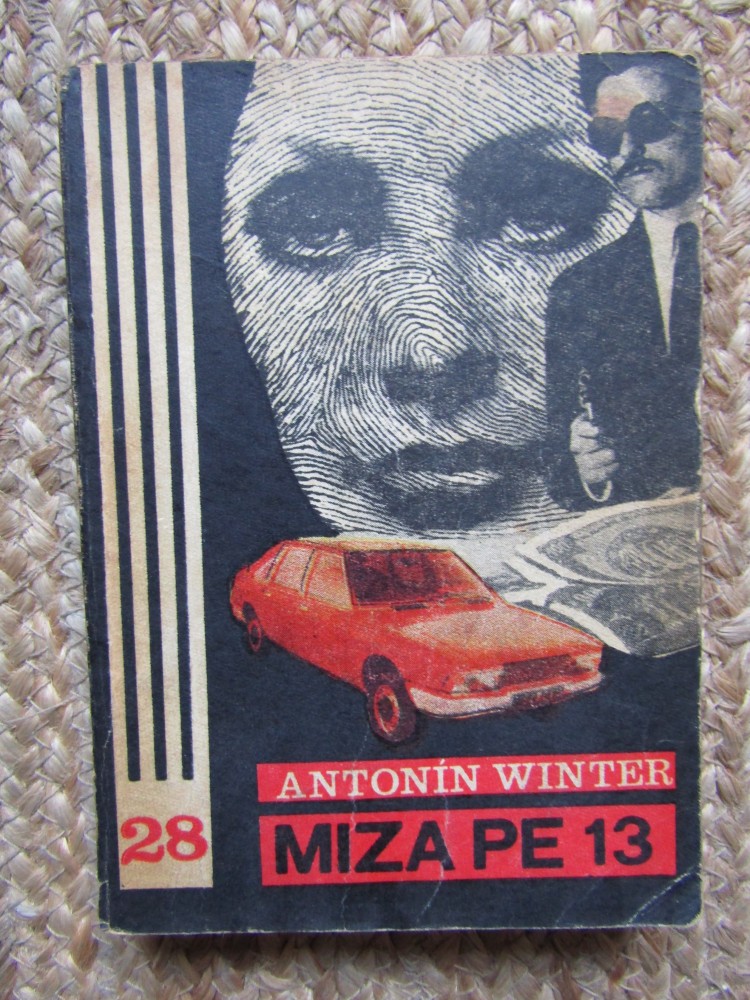 ANTONÍN WINTER
28
MIZA PE 13